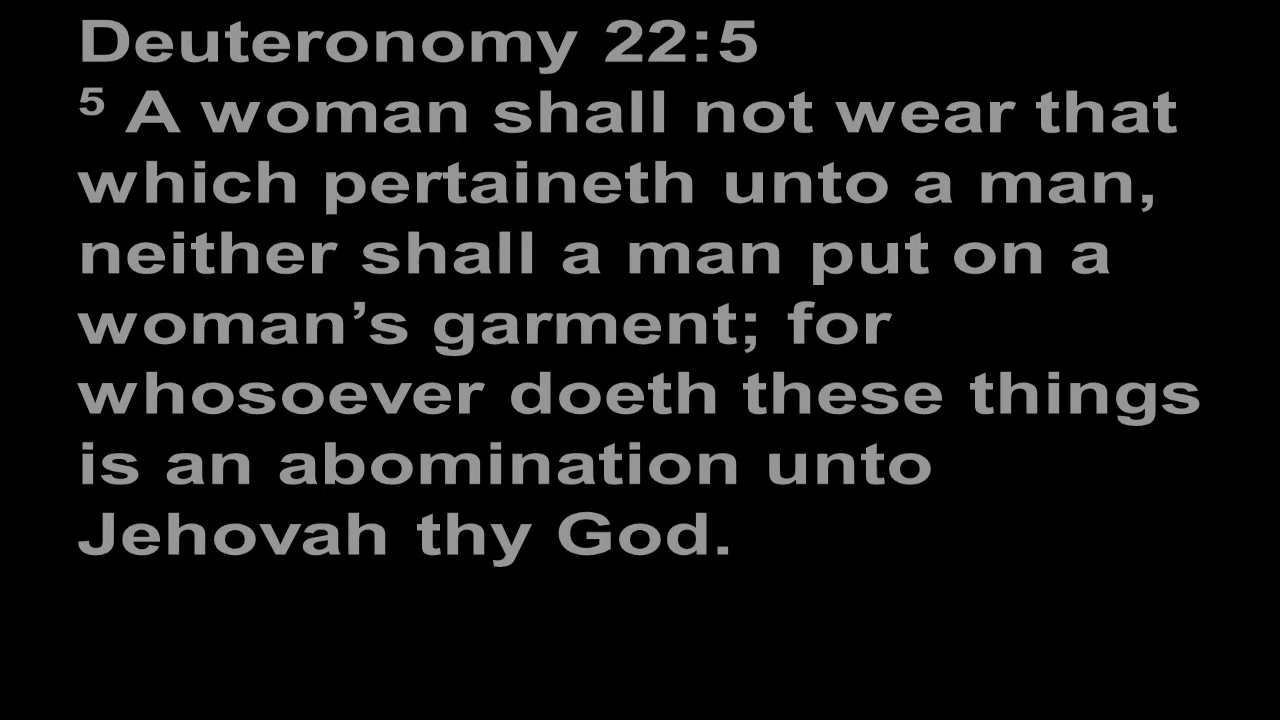 Deuteronomy 22:5
⁵ A woman shall not wear that
which pertaineth unto a man,
neither shall a man put on a
woman’s garment; for
whosoever doeth these things
is an abomination unto
Jehovah thy God.